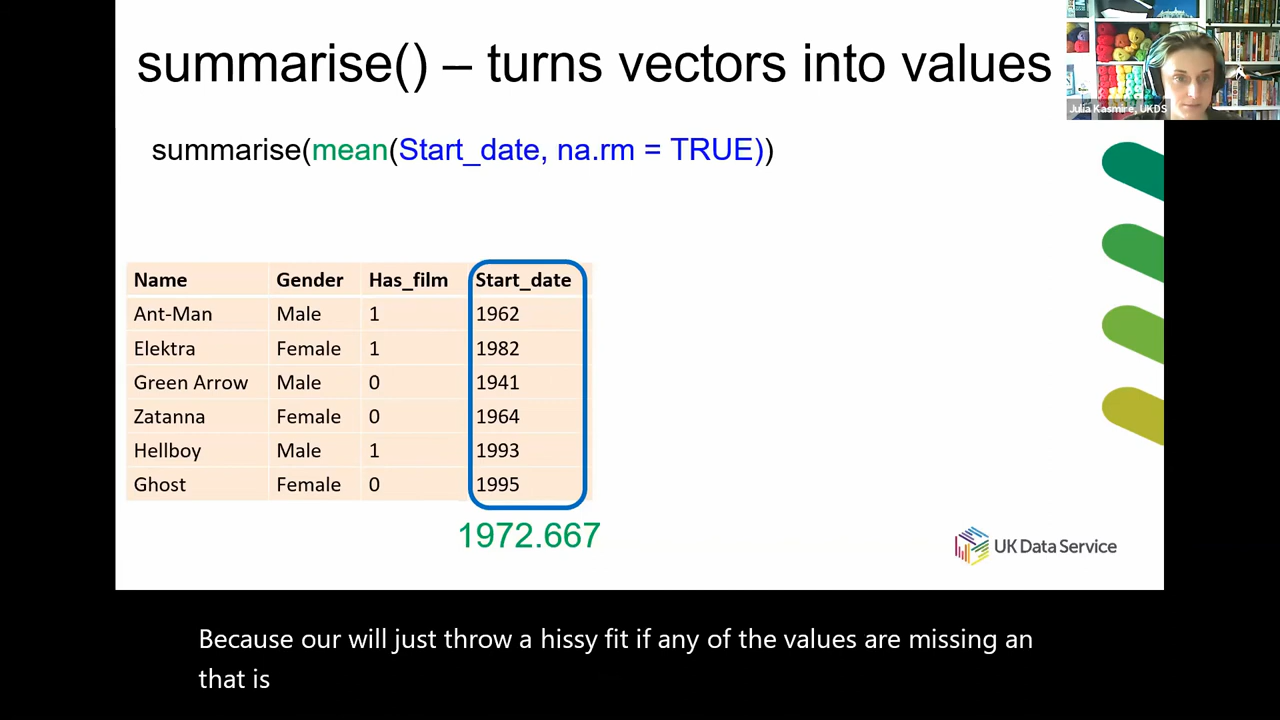 summarise() – turns vectors into values
Julia Kasmire, UKDS
summarise(mean(Start_date, na.rm = TRUE))
Name Gender Has_film Start_date
Ant-Man Male 1 1962
Elektra Female 1 1982
Green Arrow Male 0 1941
Zatanna Female 0 1964
Hellboy Male 1 1993
Ghost Female 0 1995
1972.667
UK Data Service
Because our will just throw a hissy fit if any of the values are missing an
that is